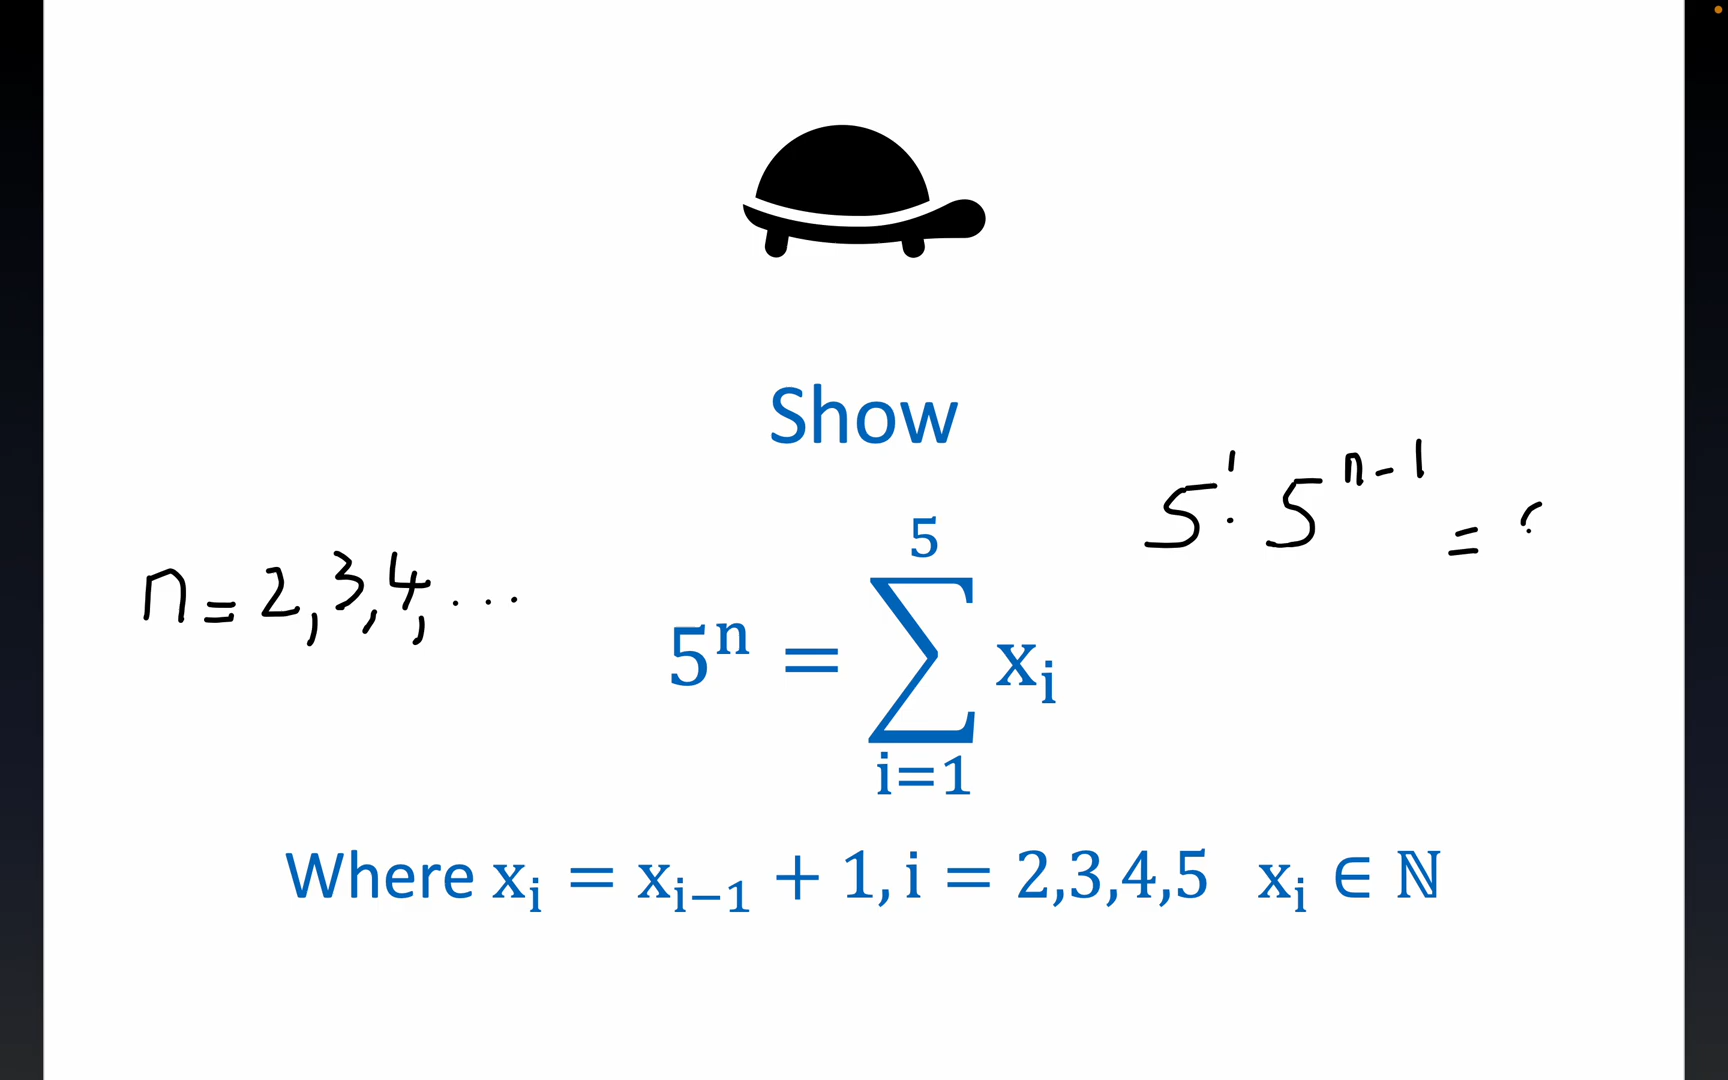 Show
5¹·5ⁿ⁻¹ =
n = 2, 3, 4, ...
5ⁿ = ∑ᵢ₌₁⁵ xᵢ
Where xᵢ = xᵢ₋₁ + 1, i = 2,3,4,5 xᵢ ∈ ℕ